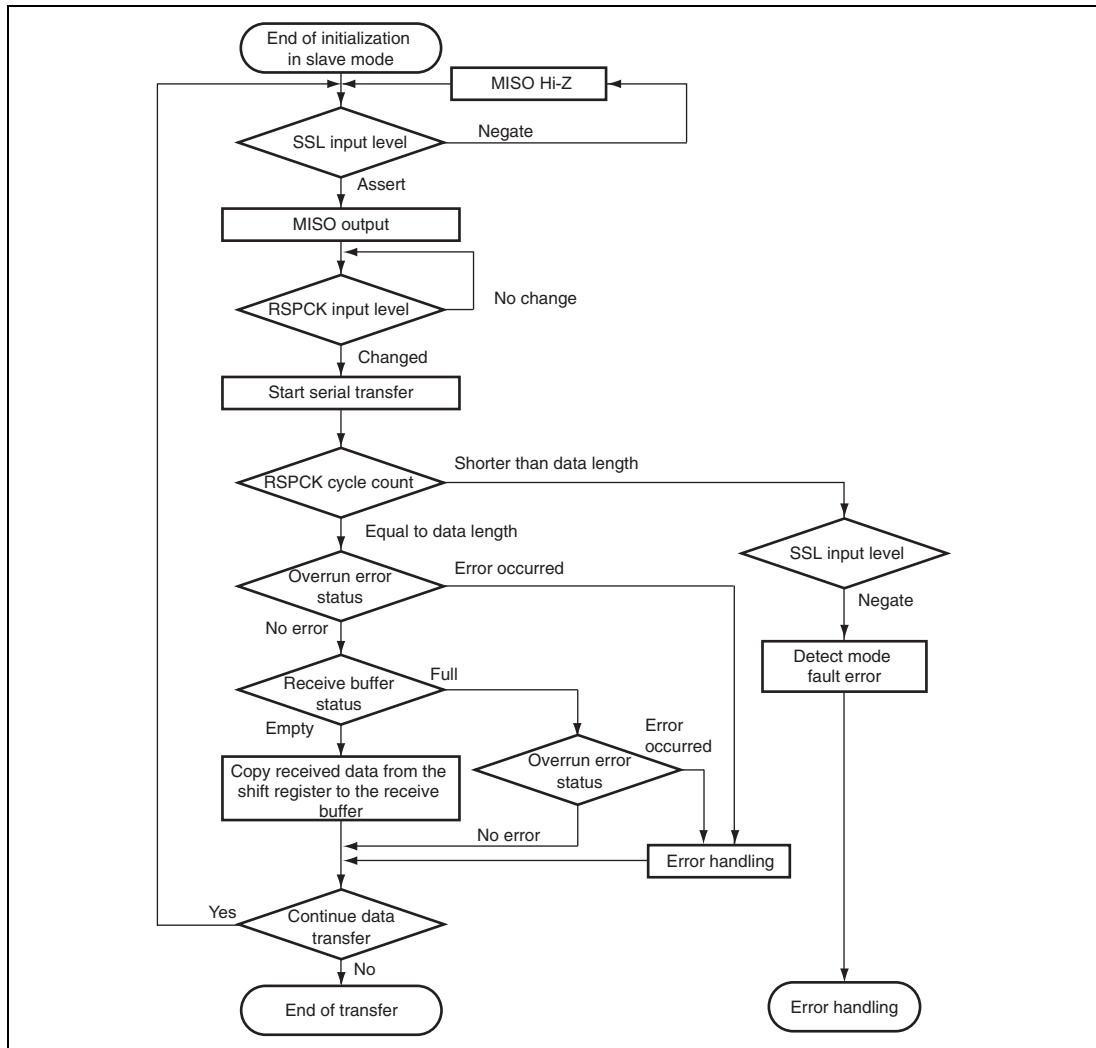 End of initialization
in slave mode
MISO Hi-Z
SSL input level
Negate
Assert
MISO output
RSPCK input level
No change
Changed
Start serial transfer
RSPCK cycle count
Shorter than data length
Equal to data length
SSL input level
Overrun error
status
Error occurred
Negate
No error
Detect mode
fault error
Receive buffer
status
Full
Empty
Error
occurred
Overrun error
status
Copy received data from the
shift register to the receive
buffer
No error
Error handling
Yes
Continue data
transfer
No
End of transfer
Error handling